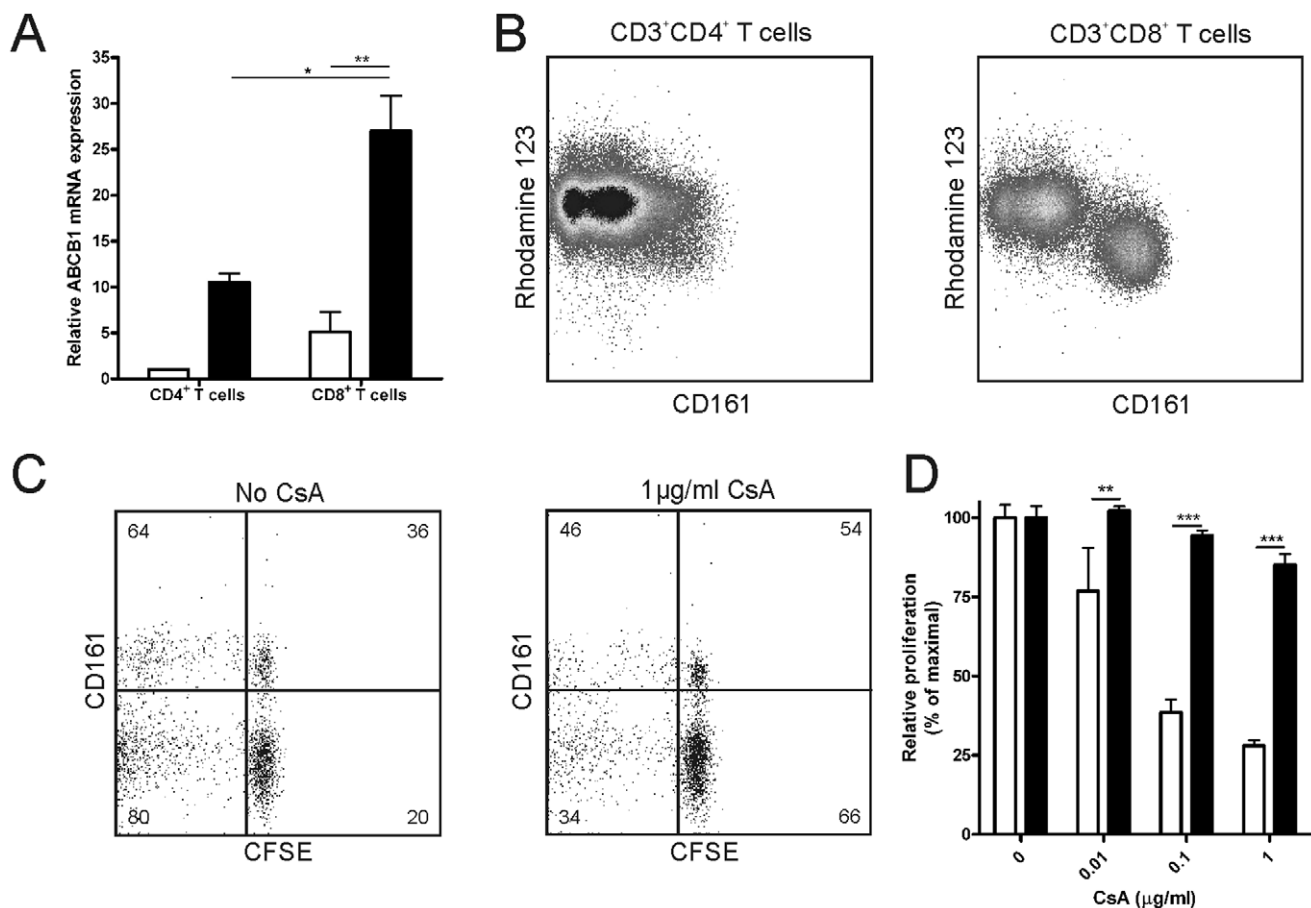 A
Relative ABCB1 mRNA expression
35
30
25
20
15
10
5
0
*
**
CD4⁺ T cells
CD8⁺ T cells
B
CD3⁺CD4⁺ T cells
CD3⁺CD8⁺ T cells
Rhodamine 123
Rhodamine 123
CD161
CD161
C
No CsA
1µg/ml CsA
64
36
80
20
46
54
34
66
CD161
CD161
CFSE
CFSE
D
Relative proliferation
(% of maximal)
100
75
50
25
0
**
***
***
0
0.01
0.1
1
CsA (µg/ml)